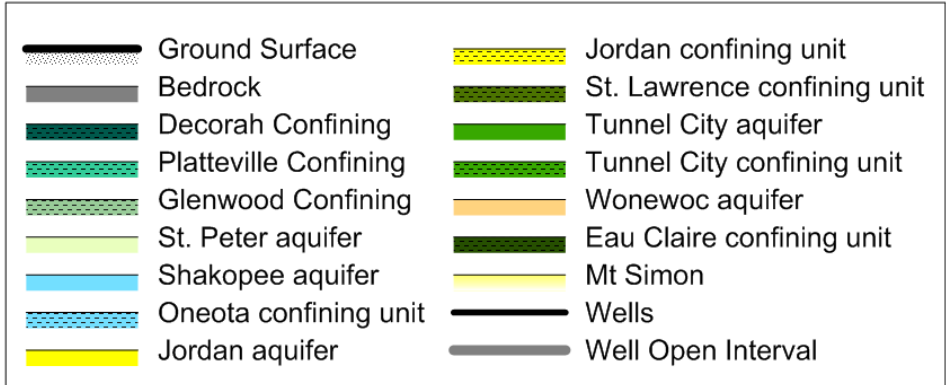 Ground Surface
Bedrock
Decorah Confining
Platteville Confining
Glenwood Confining
St. Peter aquifer
Shakopee aquifer
Oneota confining unit
Jordan aquifer
Jordan confining unit
St. Lawrence confining unit
Tunnel City aquifer
Tunnel City confining unit
Wonewoc aquifer
Eau Claire confining unit
Mt Simon
Wells
Well Open Interval